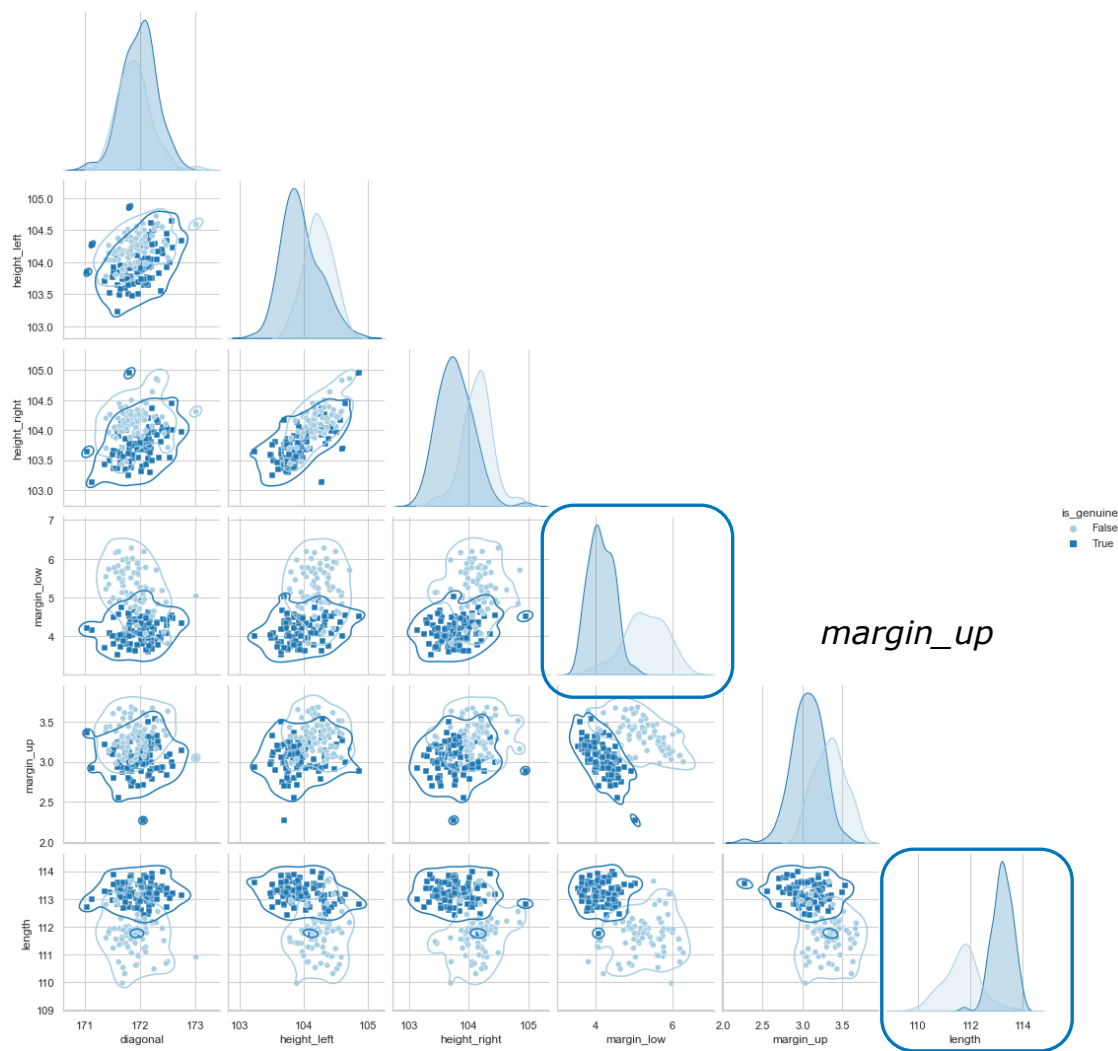 105.0
104.5
104.0
103.5
103.0
height_left
105.0
104.5
104.0
103.5
103.0
height_right
7
6
5
4
margin_low
is_genuine
False
True
margin_up
3.5
3.0
2.5
2.0
margin_up
114
113
112
111
110
109
length
171 172 173
103 104 105
103 104 105
4 6
2.0 2.5 3.0 3.5
110 112 114
diagonal
height_left
height_right
margin_low
margin_up
length